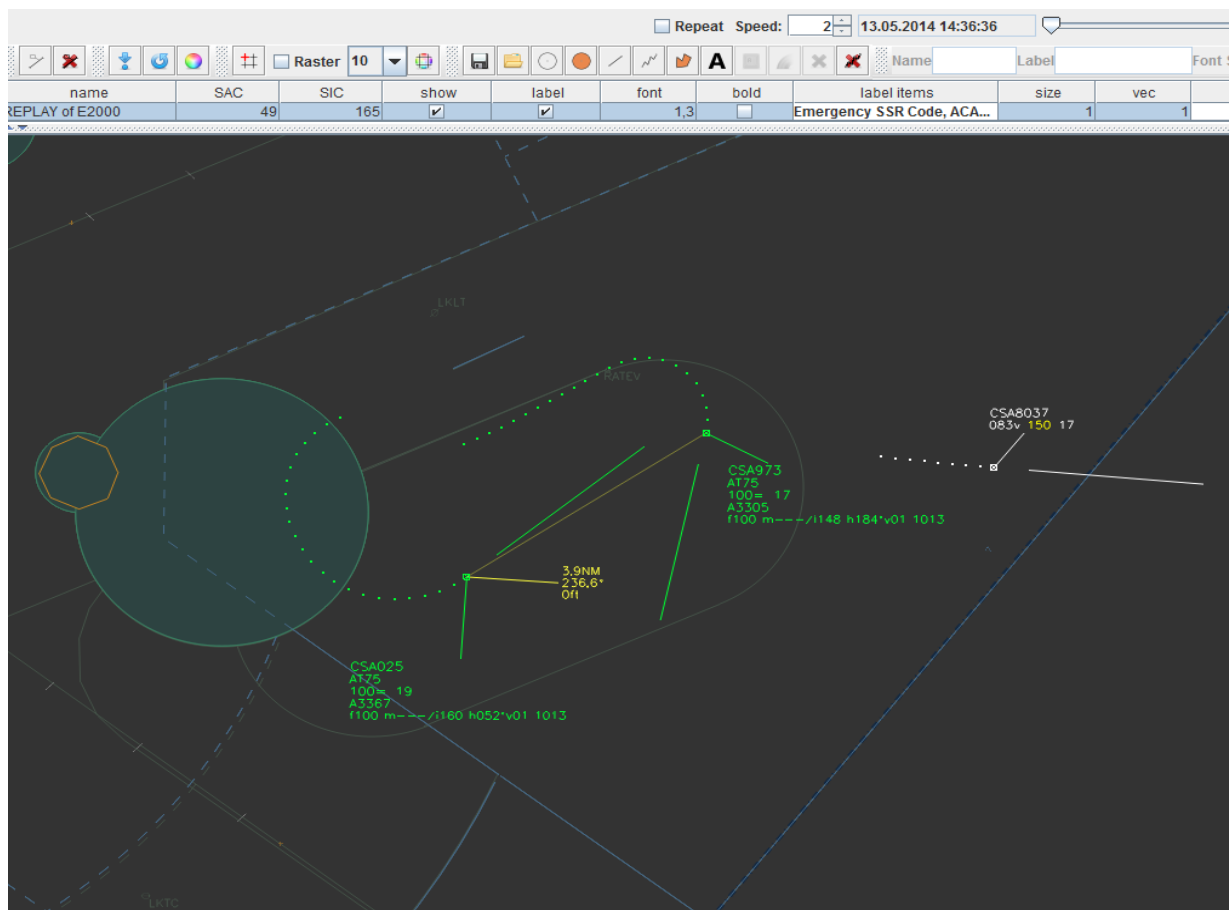 Repeat Speed: 2 13.05.2014 14:36:36
Raster 10 A Name Label Font S
name SAC SIC show label font bold label items size vec
REPLAY of E2000 49 165 1,3 Emergency SSR Code, ACA... 1 1
LKLT
RATEV
CSA8037
083v 150 17
CSA973
AT75
100= 17
A3305
f100 m---/i148 h184°v01 1013
3.9NM
236.6°
0ft
CSA025
AT75
100= 19
A3367
f100 m---/i160 h052°v01 1013
LKTC